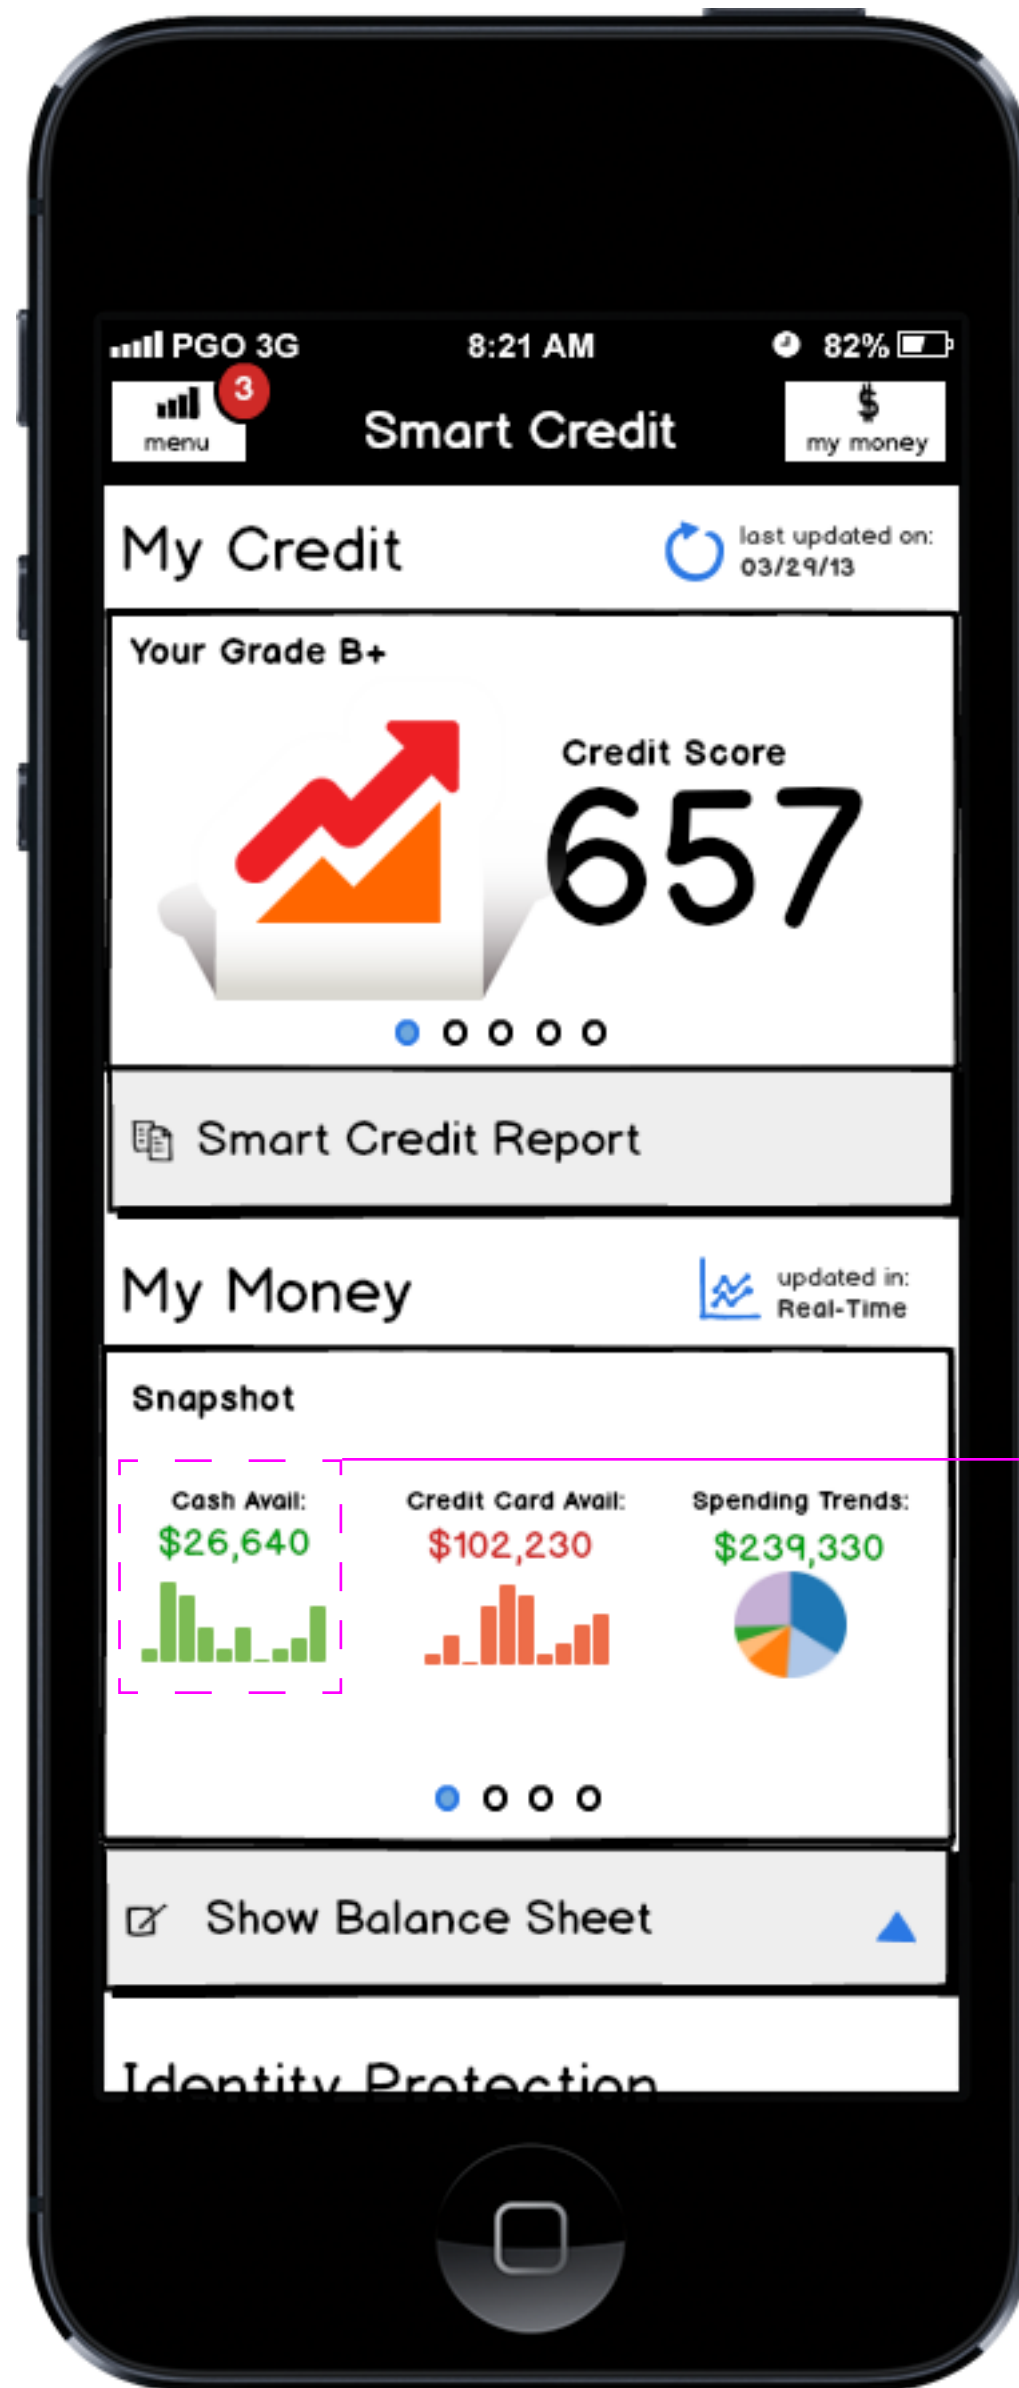 PGO 3G 8:21 AM 82%
3
menu Smart Credit $ my money
My Credit
last updated on:
03/29/13
Your Grade B+
Credit Score
657
Smart Credit Report
My Money
updated in:
Real-Time
Snapshot
Cash Avail: Credit Card Avail: Spending Trends:
$26,640 $102,230 $239,330
Show Balance Sheet
Identity Protection